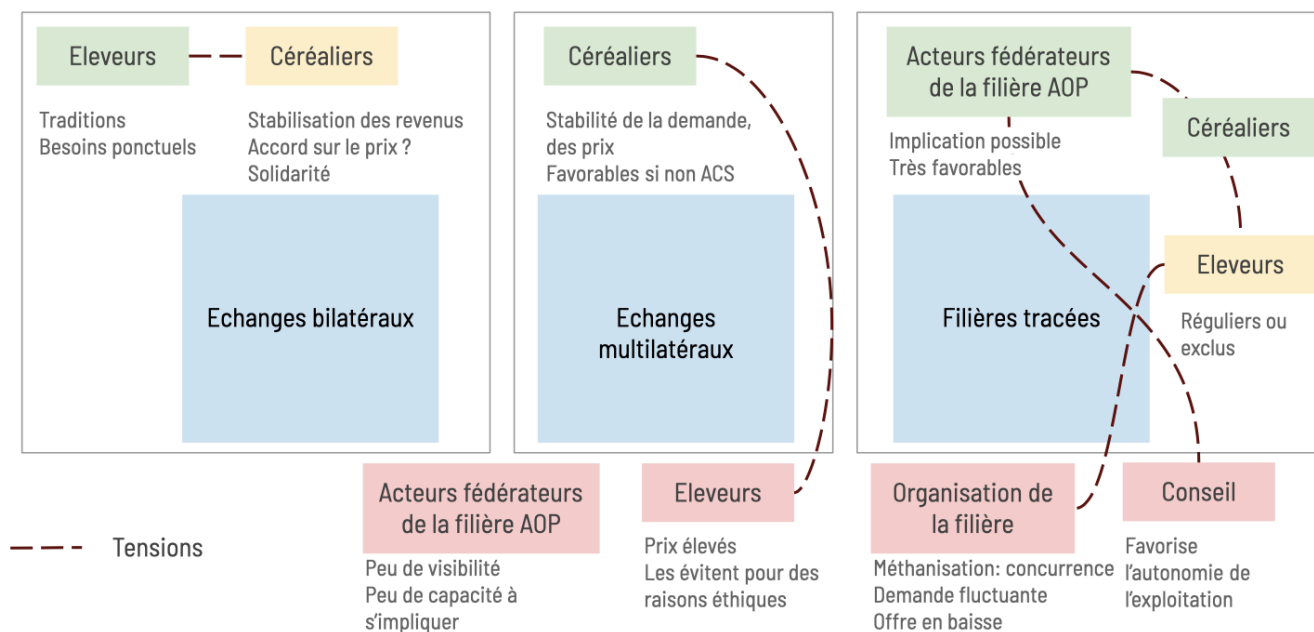 Eleveurs
Céréaliers
Traditions
Besoins ponctuels
Stabilisation des revenus
Accord sur le prix ?
Solidarité
Echanges bilatéraux
Céréaliers
Stabilité de la demande,
des prix
Favorables si non ACS
Echanges
multilatéraux
Acteurs fédérateurs
de la filière AOP
Implication possible
Très favorables
Céréaliers
Filières tracées
Eleveurs
Réguliers ou
exclus
Acteurs fédérateurs
de la filière AOP
Peu de visibilité
Peu de capacité à
s'impliquer
Eleveurs
Prix élevés
Les évitent pour des
raisons éthiques
Organisation de
la filière
Méthanisation: concurrence
Demande fluctuante
Offre en baisse
Conseil
Favorise
l'autonomie de
l'exploitation
Tensions